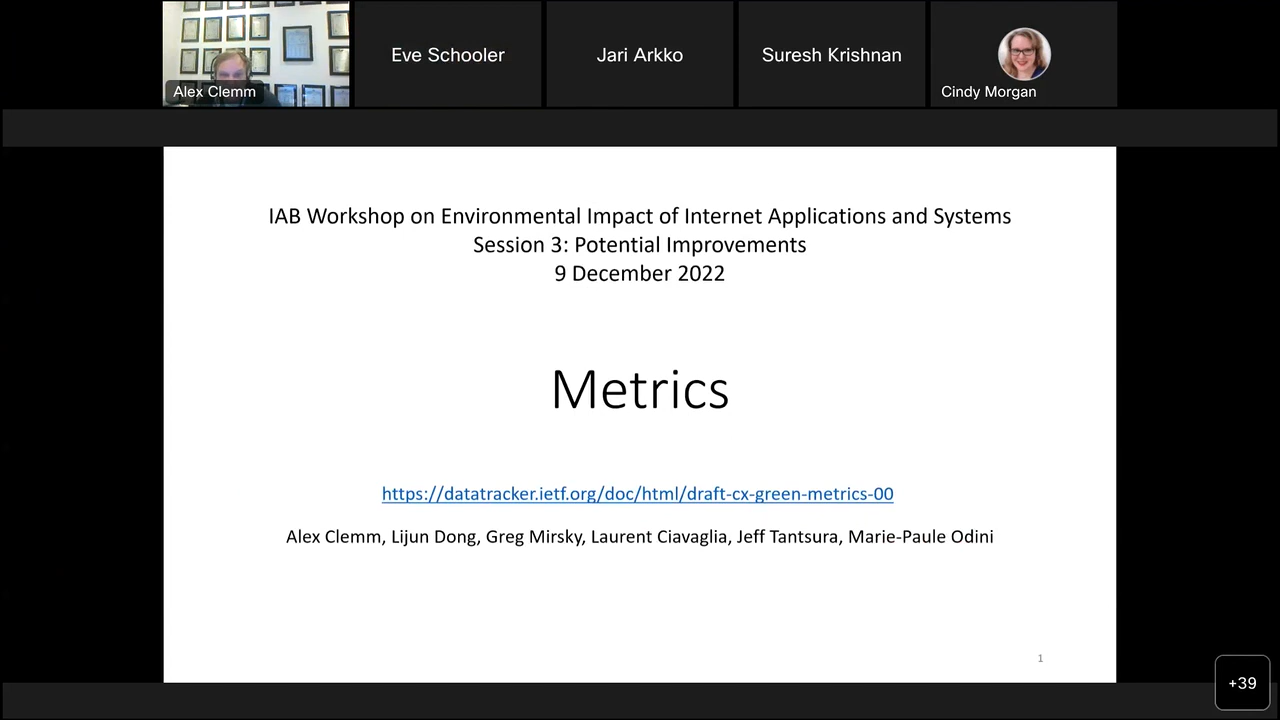 Alex Clemm
Eve Schooler
Jari Arkko
Suresh Krishnan
Cindy Morgan
IAB Workshop on Environmental Impact of Internet Applications and Systems
Session 3: Potential Improvements
9 December 2022
Metrics
https://datatracker.ietf.org/doc/html/draft-cx-green-metrics-00
Alex Clemm, Lijun Dong, Greg Mirsky, Laurent Ciavaglia, Jeff Tantsura, Marie-Paule Odini
1
+39